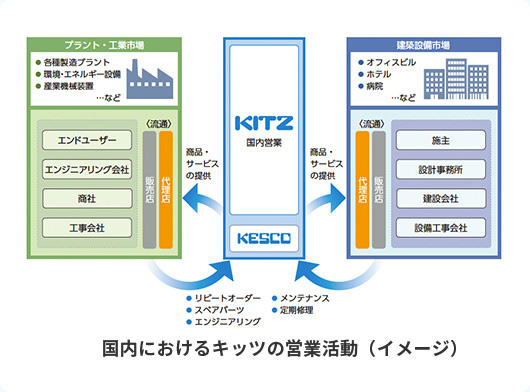 プラント・工業市場
● 各種製造プラント
● 環境・エネルギー設備
● 産業機械装置
…など
〈流通〉
エンドユーザー
エンジニアリング会社
商社
工事会社
販売店
代理店
商品・
サービス
の提供
KITZ
国内営業
KESCO
商品・
サービス
の提供
建築設備市場
● オフィスビル
● ホテル
● 病院
…など
〈流通〉
代理店
販売店
施主
設計事務所
建設会社
設備工事会社
● リピートオーダー
● スペアパーツ
● エンジニアリング
● メンテナンス
● 定期修理
国内におけるキッツの営業活動（イメージ）